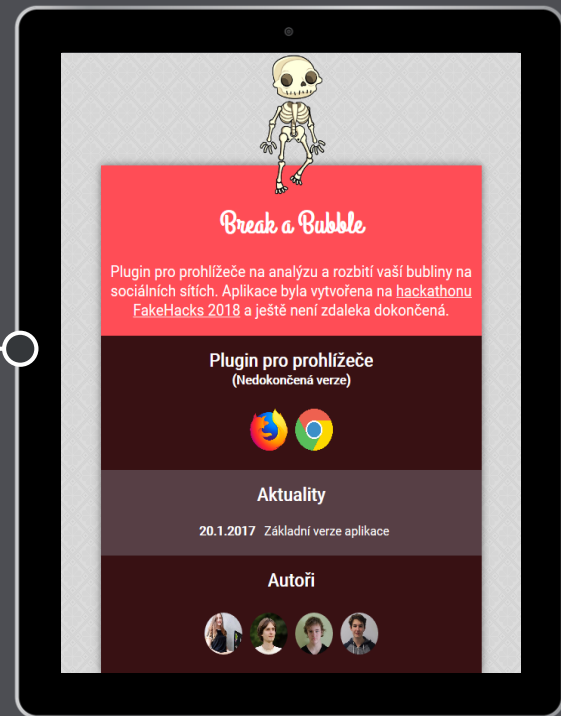 Break a Bubble
Plugin pro prohlížeče na analýzu a rozbití vaší bubliny na
sociálních sítích. Aplikace byla vytvořena na hackathonu
FakeHacks 2018 a ještě není zdaleka dokončená.
Plugin pro prohlížeče
(Nedokončená verze)
Aktuality
20.1.2017 Základní verze aplikace
Autoři